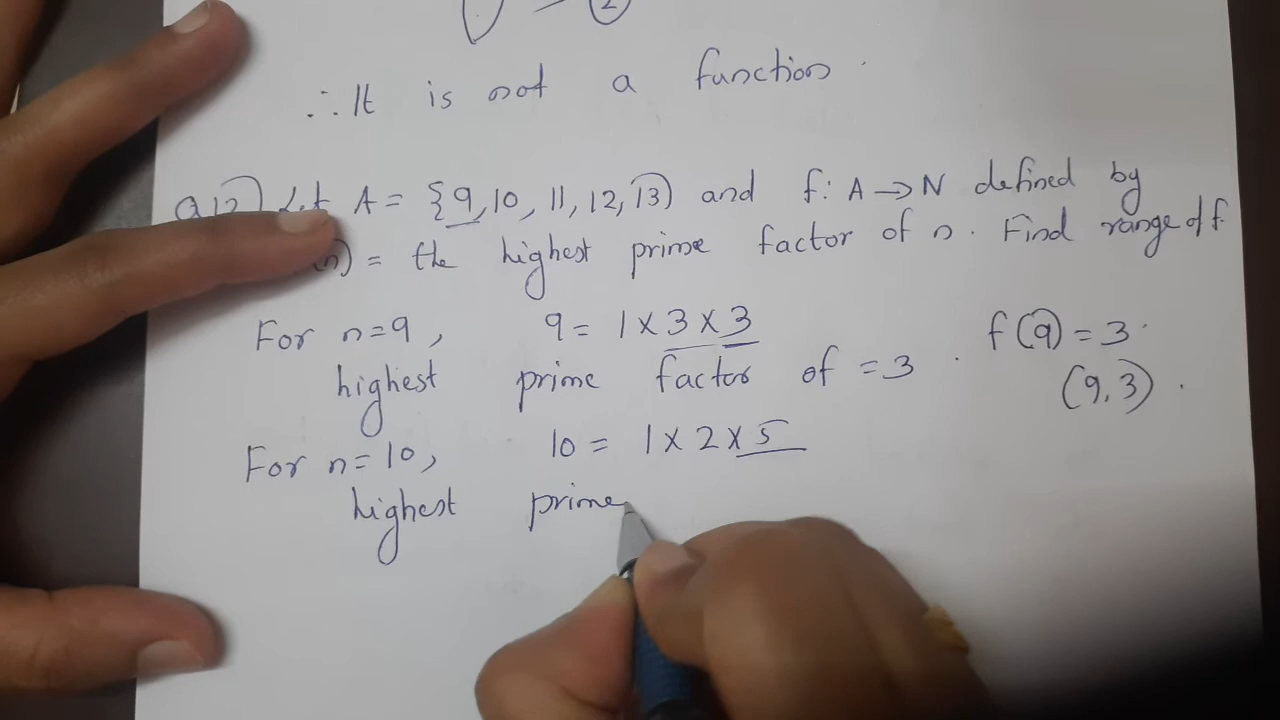 2
∴ It is not a function.
Q12) Let A = {9, 10, 11, 12, 13) and f: A → N defined by
(n) = the highest prime factor of n. Find range of f
For n=9, 9 = 1 × 3 × 3 f(9) = 3.
highest prime factor of = 3. (9,3).
For n=10, 10 = 1 × 2 × 5
highest prime